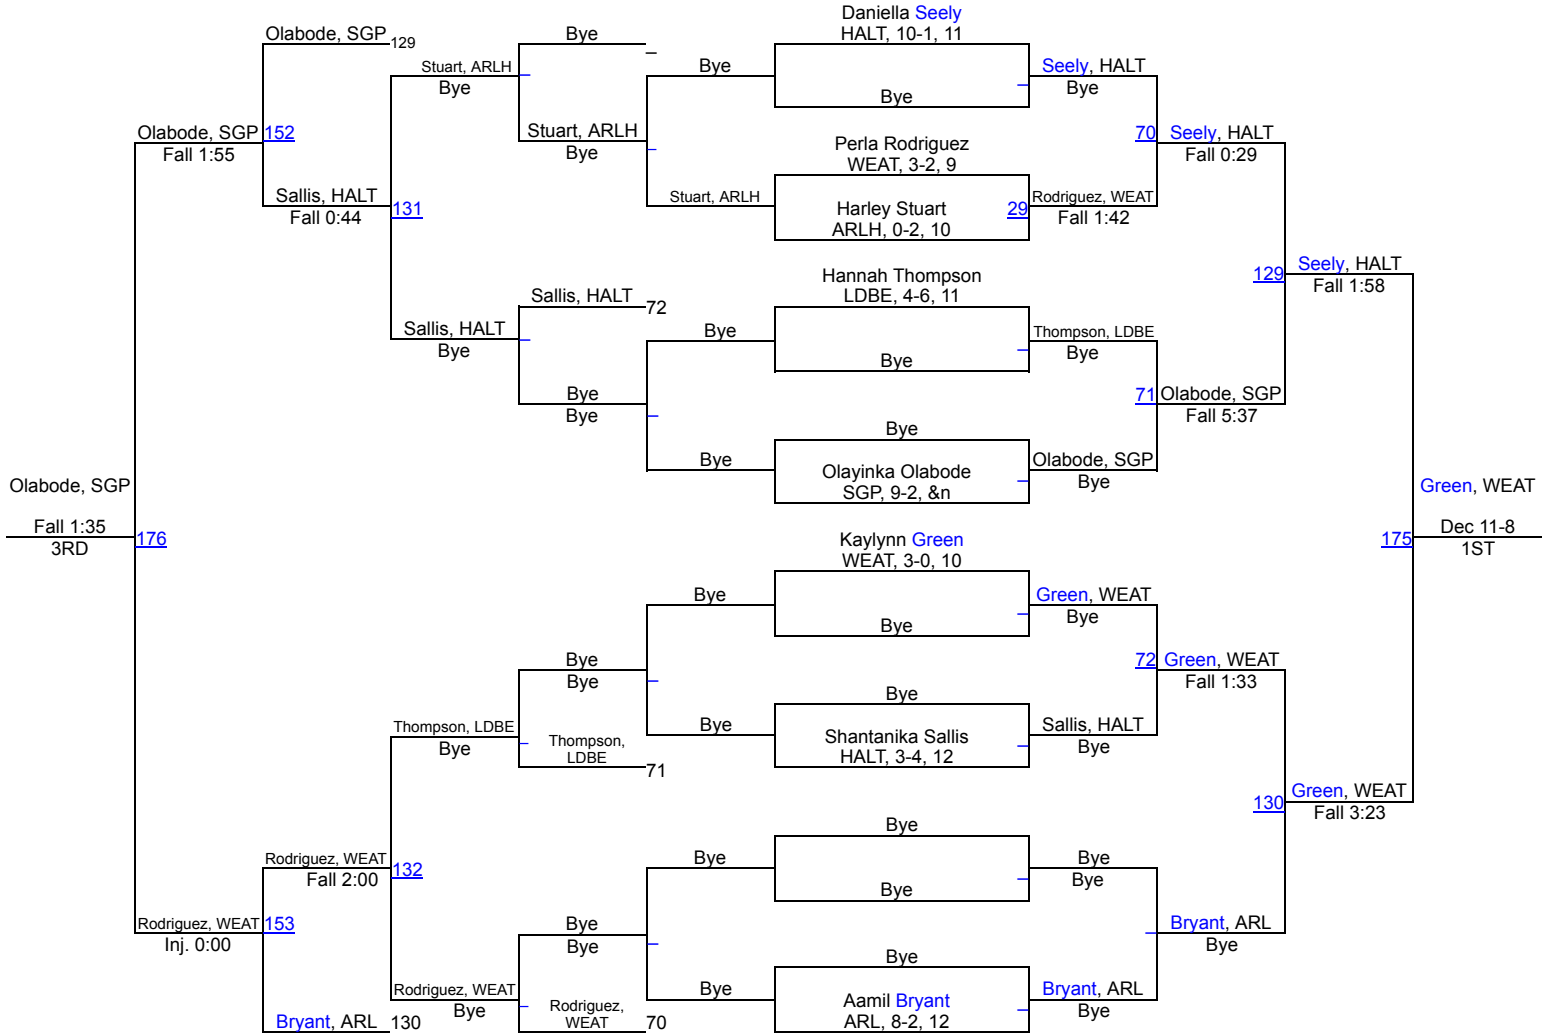 Daniella Seely
HALT, 10-1, 11
Olabode, SGP 129
Bye
Stuart, ARLH
Bye
Bye
Seely, HALT
Bye
Bye
Olabode, SGP 152
Fall 1:55
Stuart, ARLH
Bye
Perla Rodriguez
WEAT, 3-2, 9
70 Seely, HALT
Fall 0:29
Sallis, HALT
Fall 0:44
131
Stuart, ARLH
Harley Stuart
ARLH, 0-2, 10
29
Rodriguez, WEAT
Fall 1:42
Hannah Thompson
LDBE, 4-6, 11
129 Seely, HALT
Fall 1:58
Sallis, HALT 72
Sallis, HALT
Bye
Bye
Bye
Thompson, LDBE
Bye
Bye
Bye
71 Olabode, SGP
Fall 5:37
Bye
Bye
Olayinka Olabode
SGP, 9-2, &n
Olabode, SGP
Bye
Olabode, SGP
Fall 1:35
3RD
176
Green, WEAT
Dec 11-8
1ST
175
Kaylynn Green
WEAT, 3-0, 10
Bye
Bye
Green, WEAT
Bye
Bye
Bye
72 Green, WEAT
Fall 1:33
Bye
Bye
Shantanika Sallis
HALT, 3-4, 12
Sallis, HALT
Bye
Thompson, LDBE
Bye
Thompson,
LDBE
71
130 Green, WEAT
Fall 3:23
Bye
Bye
Bye
Bye
Bye
Rodriguez, WEAT
Fall 2:00
132
Rodriguez, WEAT 153
Inj. 0:00
Bye
Bye
Bryant, ARL
Bye
Bye
Bye
Aamil Bryant
ARL, 8-2, 12
Bryant, ARL
Bye
Rodriguez, WEAT
Bye
Rodriguez,
WEAT
70
Bryant, ARL 130